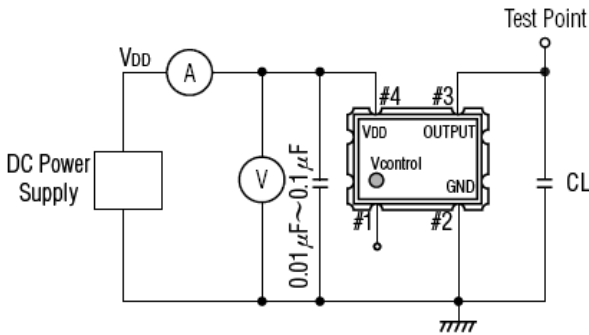 Test Point
VDD
A
#4
#3
VDD
OUTPUT
DC Power
Supply
V
0.01μF~0.1μF
Vcontrol
GND
CL
#1
#2